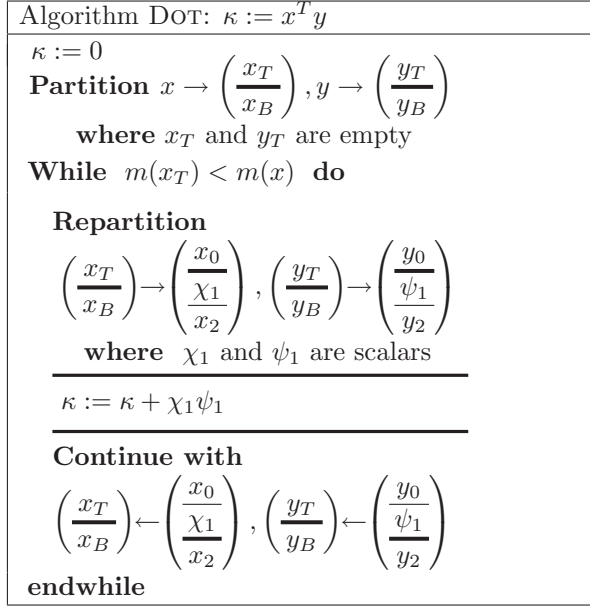 Algorithm DOT: κ := x^T y
κ := 0
Partition x → (x_T / x_B), y → (y_T / y_B)
where x_T and y_T are empty
While m(x_T) < m(x) do
Repartition
(x_T / x_B) → (x_0 / χ_1 / x_2), (y_T / y_B) → (y_0 / ψ_1 / y_2)
where χ_1 and ψ_1 are scalars
κ := κ + χ_1ψ_1
Continue with
(x_T / x_B) ← (x_0 / χ_1 / x_2), (y_T / y_B) ← (y_0 / ψ_1 / y_2)
endwhile